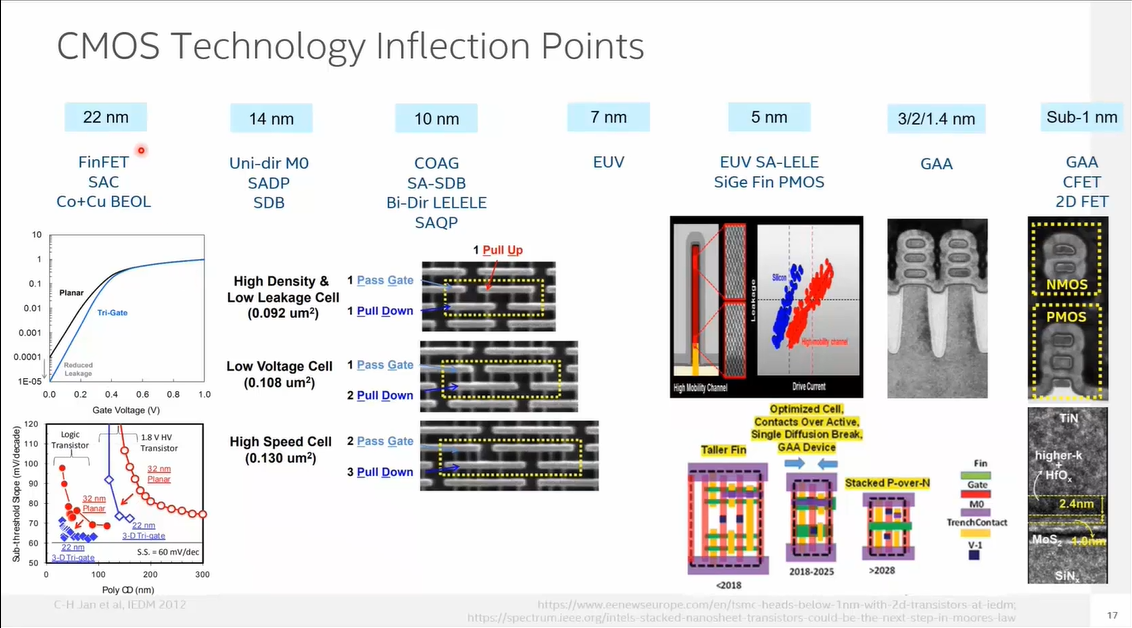 CMOS Technology Inflection Points
22 nm
FinFET
SAC
Co+Cu BEOL
14 nm
Uni-dir M0
SADP
SDB
10 nm
COAG
SA-SDB
Bi-Dir LELELE
SAQP
7 nm
EUV
5 nm
EUV SA-LELE
SiGe Fin PMOS
3/2/1.4 nm
GAA
Sub-1 nm
GAA
CFET
2D FET
10
1
0.1
0.01
0.001
0.0001
1E-05
Planar
Tri-Gate
Reduced
Leakage
0.0 0.2 0.4 0.6 0.8 1.0
Gate Voltage (V)
Sub-threshold Slope (mV/decade)
120
110
100
90
80
70
60
50
Logic
Transistor
1.8 V HV
Transistor
32 nm
Planar
32 nm
Planar
22 nm
3-D Tri-gate
22 nm
3-D Tri-gate
S.S. = 60 mV/dec
0 100 200 300
Poly CD (nm)
1 Pull Up
High Density &
Low Leakage Cell
(0.092 um²)
1 Pass Gate
1 Pull Down
Low Voltage Cell
(0.108 um²)
1 Pass Gate
2 Pull Down
High Speed Cell
(0.130 um²)
2 Pass Gate
3 Pull Down
Leakage
Silicon
High-mobility channel
High Mobility Channel
Drive Current
Taller Fin
Optimized Cell,
Contacts Over Active,
Single Diffusion Break,
GAA Device
Stacked P-over-N
<2018
2018-2025
>2028
Fin
Gate
M0
TrenchContact
V-1
NMOS
PMOS
TiN
higher-k
+
HfOx
2.4nm
MoS₂
1.0nm
SiNx
C-H Jan et al, IEDM 2012
https://www.eenewseurope.com/en/tsmc-heads-below-1nm-with-2d-transistors-at-iedm;
https://spectrum.ieee.org/intels-stacked-nanosheet-transistors-could-be-the-next-step-in-moores-law
17